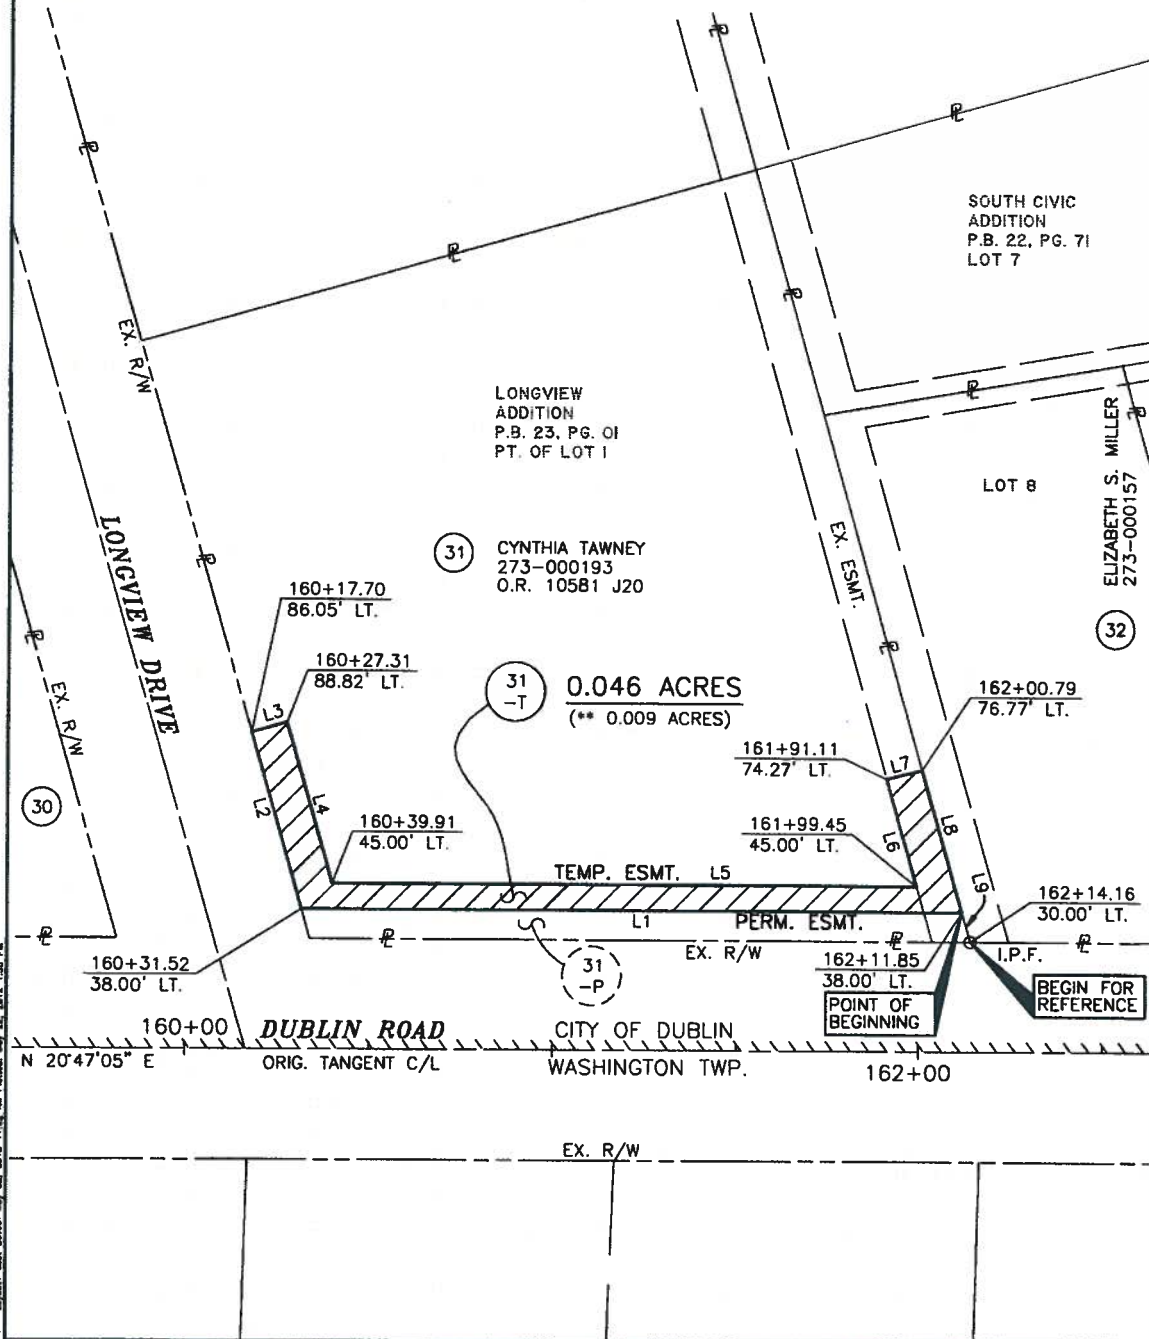 SOUTH CIVIC
ADDITION
P.B. 22, PG. 71
LOT 7
EX. R/W
LONGVIEW
ADDITION
P.B. 23, PG. 01
PT. OF LOT 1
ELIZABETH S. MILLER
273-000157
LOT 8
32
EX. ESMT.
31
CYNTHIA TAWNEY
273-000193
O.R. 10581 J20
LONGVIEW DRIVE
160+17.70
86.05' LT.
160+27.31
88.82' LT.
31
-T
0.046 ACRES
(** 0.009 ACRES)
162+00.79
76.77' LT.
161+91.11
74.27' LT.
EX. R/W
30
L3
L2
L4
L7
L6
L8
L9
160+39.91
45.00' LT.
161+99.45
45.00' LT.
TEMP. ESMT. L5
L1
PERM. ESMT.
162+14.16
30.00' LT.
EX. R/W
I.P.F.
160+31.52
38.00' LT.
31
-P
162+11.85
38.00' LT.
POINT OF
BEGINNING
BEGIN FOR
REFERENCE
160+00
DUBLIN ROAD
CITY OF DUBLIN
N 20°47'05" E
ORIG. TANGENT C/L
WASHINGTON TWP.
162+00
EX. R/W